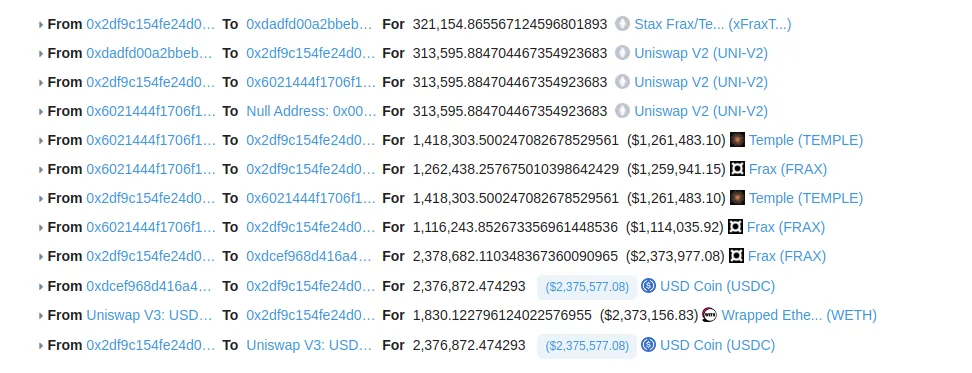 From 0x2df9c154fe24d0... To 0xdadfd00a2bbeb... For 321,154.865567124596801893 Stax Frax/Te... (xFraxT...)
From 0xdadfd00a2bbeb... To 0x2df9c154fe24d0... For 313,595.884704467354923683 Uniswap V2 (UNI-V2)
From 0x2df9c154fe24d0... To 0x6021444f1706f1... For 313,595.884704467354923683 Uniswap V2 (UNI-V2)
From 0x6021444f1706f1... To Null Address: 0x00... For 313,595.884704467354923683 Uniswap V2 (UNI-V2)
From 0x6021444f1706f1... To 0x2df9c154fe24d0... For 1,418,303.500247082678529561 ($1,261,483.10) Temple (TEMPLE)
From 0x6021444f1706f1... To 0x2df9c154fe24d0... For 1,262,438.257675010398642429 ($1,259,941.15) Frax (FRAX)
From 0x2df9c154fe24d0... To 0x6021444f1706f1... For 1,418,303.500247082678529561 ($1,261,483.10) Temple (TEMPLE)
From 0x6021444f1706f1... To 0x2df9c154fe24d0... For 1,116,243.852673356961448536 ($1,114,035.92) Frax (FRAX)
From 0x2df9c154fe24d0... To 0xdcef968d416a4... For 2,378,682.110348367360090965 ($2,373,977.08) Frax (FRAX)
From 0xdcef968d416a4... To 0x2df9c154fe24d0... For 2,376,872.474293 ($2,375,577.08) USD Coin (USDC)
From Uniswap V3: USD... To 0x2df9c154fe24d0... For 1,830.122796124022576955 ($2,373,156.83) Wrapped Ethe... (WETH)
From 0x2df9c154fe24d0... To Uniswap V3: USD... For 2,376,872.474293 ($2,375,577.08) USD Coin (USDC)